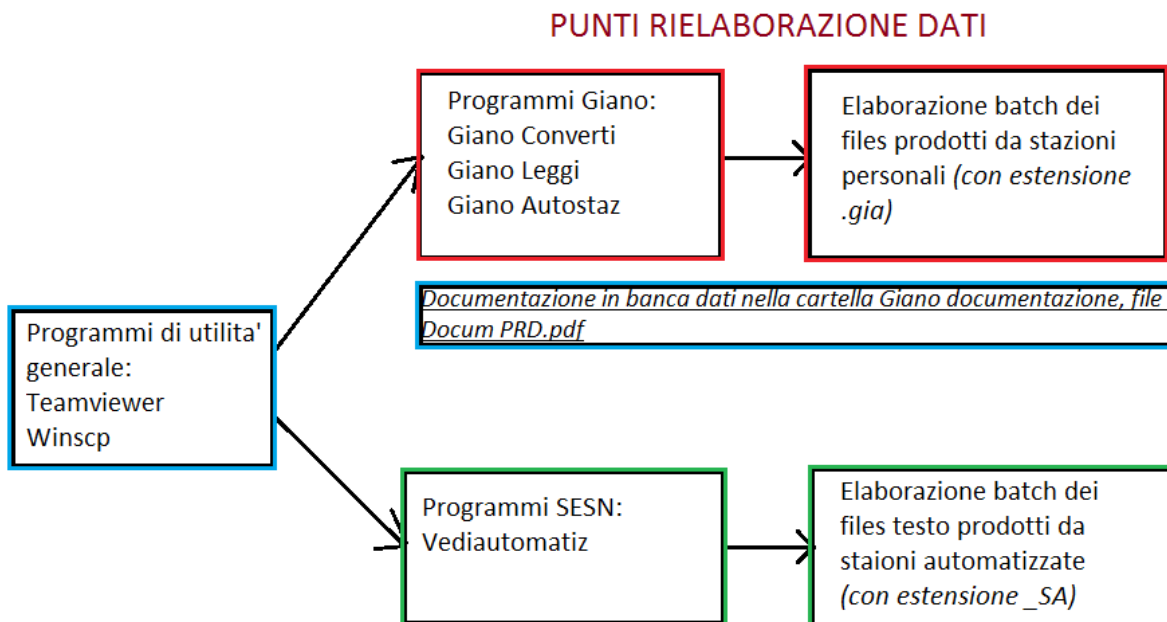 PUNTI RIELABORAZIONE DATI
Programmi Giano:
Giano Converti
Giano Leggi
Giano Autostaz
Elaborazione batch dei
files prodotti da stazioni
personali (con estensione
.gia)
Documentazione in banca dati nella cartella Giano documentazione, file
Docum PRD.pdf
Programmi di utilita'
generale:
Teamviewer
Winscp
Programmi SESN:
Vediautomatiz
Elaborazione batch dei
files testo prodotti da
staioni automatizzate
(con estensione _SA)